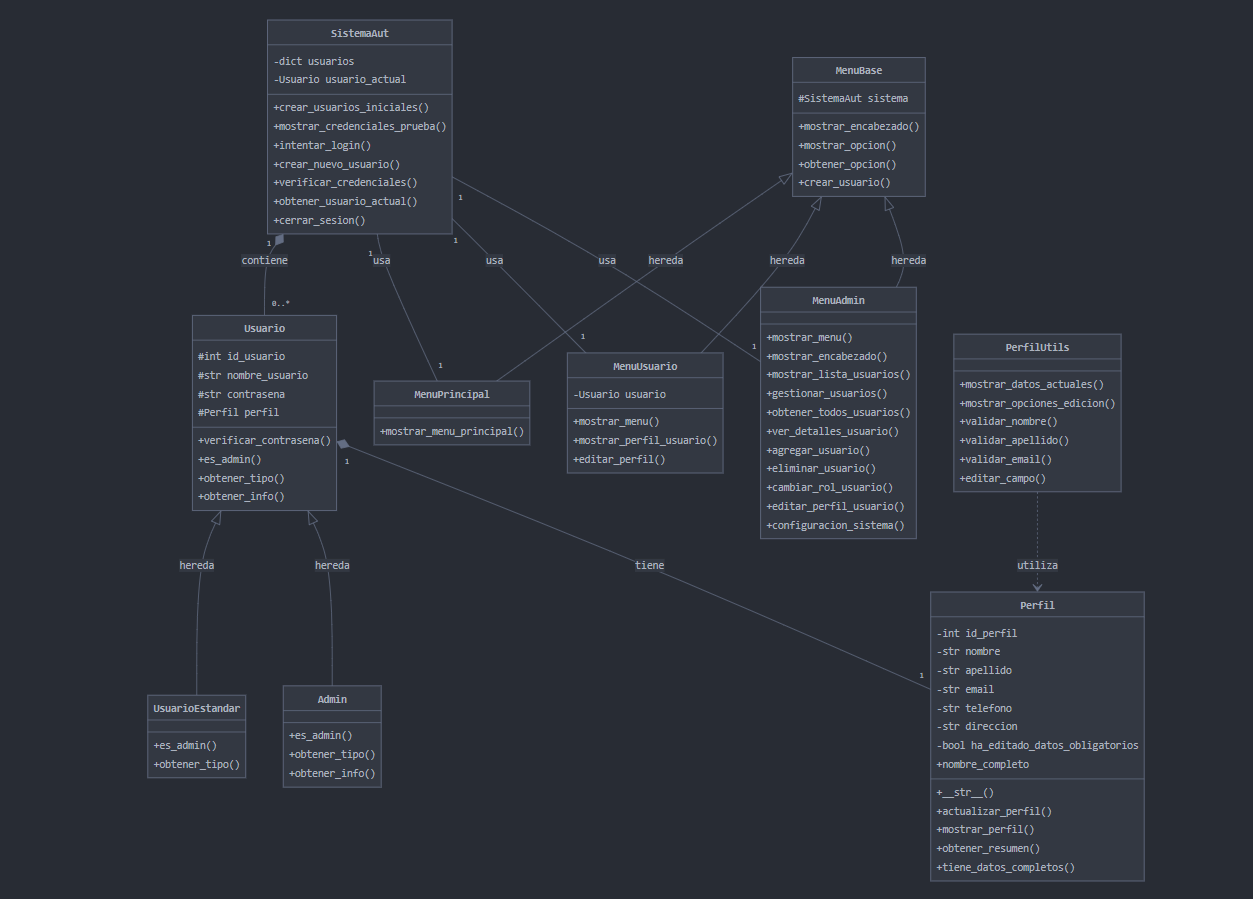 SistemaAut
-dict usuarios
-Usuario usuario_actual
+crear_usuarios_iniciales()
+mostrar_credenciales_prueba()
+intentar_login()
+crear_nuevo_usuario()
+verificar_credenciales()
+obtener_usuario_actual()
+cerrar_sesion()
MenuBase
#SistemaAut sistema
+mostrar_encabezado()
+mostrar_opcion()
+obtener_opcion()
+crear_usuario()
1
1
1
1
contiene
usa
usa
usa
hereda
hereda
hereda
0..*
1
1
1
Usuario
#int id_usuario
#str nombre_usuario
#str contrasena
#Perfil perfil
+verificar_contrasena()
+es_admin()
+obtener_tipo()
+obtener_info()
MenuPrincipal
+mostrar_menu_principal()
MenuUsuario
-Usuario usuario
+mostrar_menu()
+mostrar_perfil_usuario()
+editar_perfil()
MenuAdmin
+mostrar_menu()
+mostrar_encabezado()
+mostrar_lista_usuarios()
+gestionar_usuarios()
+obtener_todos_usuarios()
+ver_detalles_usuario()
+agregar_usuario()
+eliminar_usuario()
+cambiar_rol_usuario()
+editar_perfil_usuario()
+configuracion_sistema()
PerfilUtils
+mostrar_datos_actuales()
+mostrar_opciones_edicion()
+validar_nombre()
+validar_apellido()
+validar_email()
+editar_campo()
1
hereda
hereda
tiene
utiliza
1
UsuarioEstandar
+es_admin()
+obtener_tipo()
Admin
+es_admin()
+obtener_tipo()
+obtener_info()
Perfil
-int id_perfil
-str nombre
-str apellido
-str email
-str telefono
-str direccion
-bool ha_editado_datos_obligatorios
+nombre_completo
+__str__()
+actualizar_perfil()
+mostrar_perfil()
+obtener_resumen()
+tiene_datos_completos()